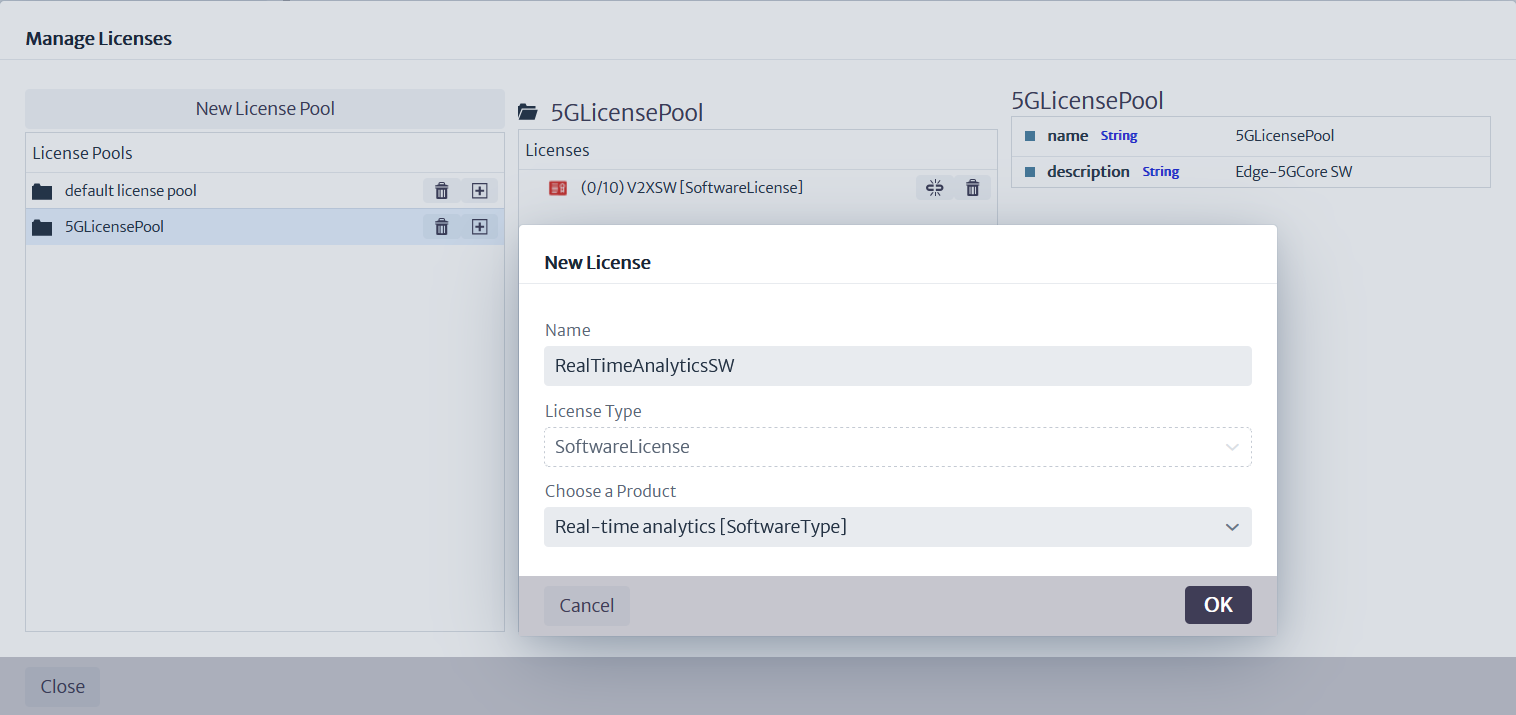 Manage Licenses
New License Pool
License Pools
default license pool
5GLicensePool
5GLicensePool
Licenses
(0/10) V2XSW [SoftwareLicense]
5GLicensePool
name String 5GLicensePool
description String Edge-5GCore SW
New License
Name
RealTimeAnalyticsSW
License Type
SoftwareLicense
Choose a Product
Real-time analytics [SoftwareType]
Cancel
OK
Close